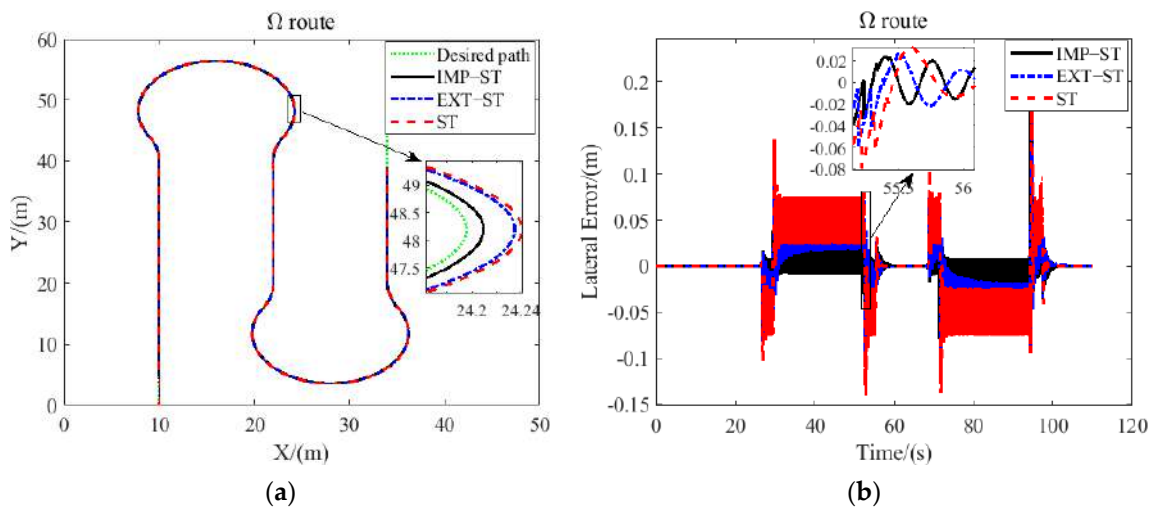 Ω route
60
50
40
30
20
10
0
Y/(m)
0
10
20
30
40
50
X/(m)
Desired path
IMP−ST
EXT−ST
ST
49
48.5
48
47.5
24.2
24.24
(a)
Ω route
0.2
0.15
0.1
0.05
0
-0.05
-0.1
-0.15
Lateral Error/(m)
0
20
40
60
80
100
120
Time/(s)
IMP−ST
EXT−ST
ST
0.02
0
-0.02
-0.04
-0.06
-0.08
55.5
56
(b)